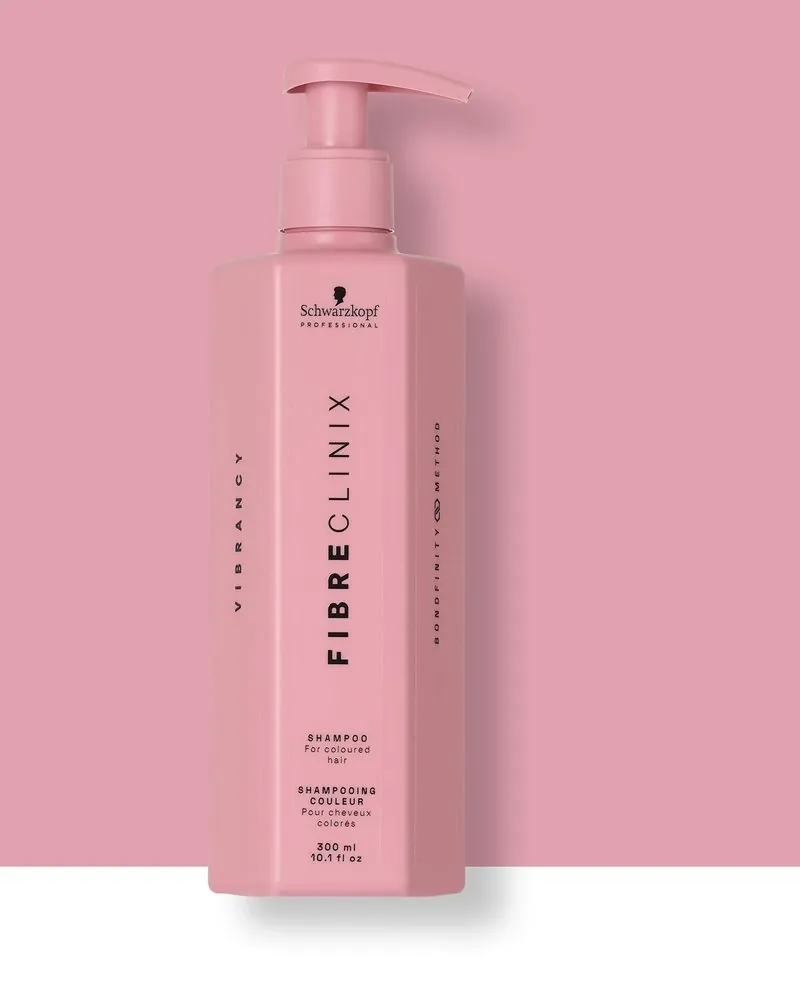 Schwarzkopf
PROFESSIONAL
VIBRANCY
FIBRECLINIX
BONDFINITY METHOD
SHAMPOO
For coloured
hair
SHAMPOOING
COULEUR
Pour cheveux
colorés
300 ml
10.1 fl oz